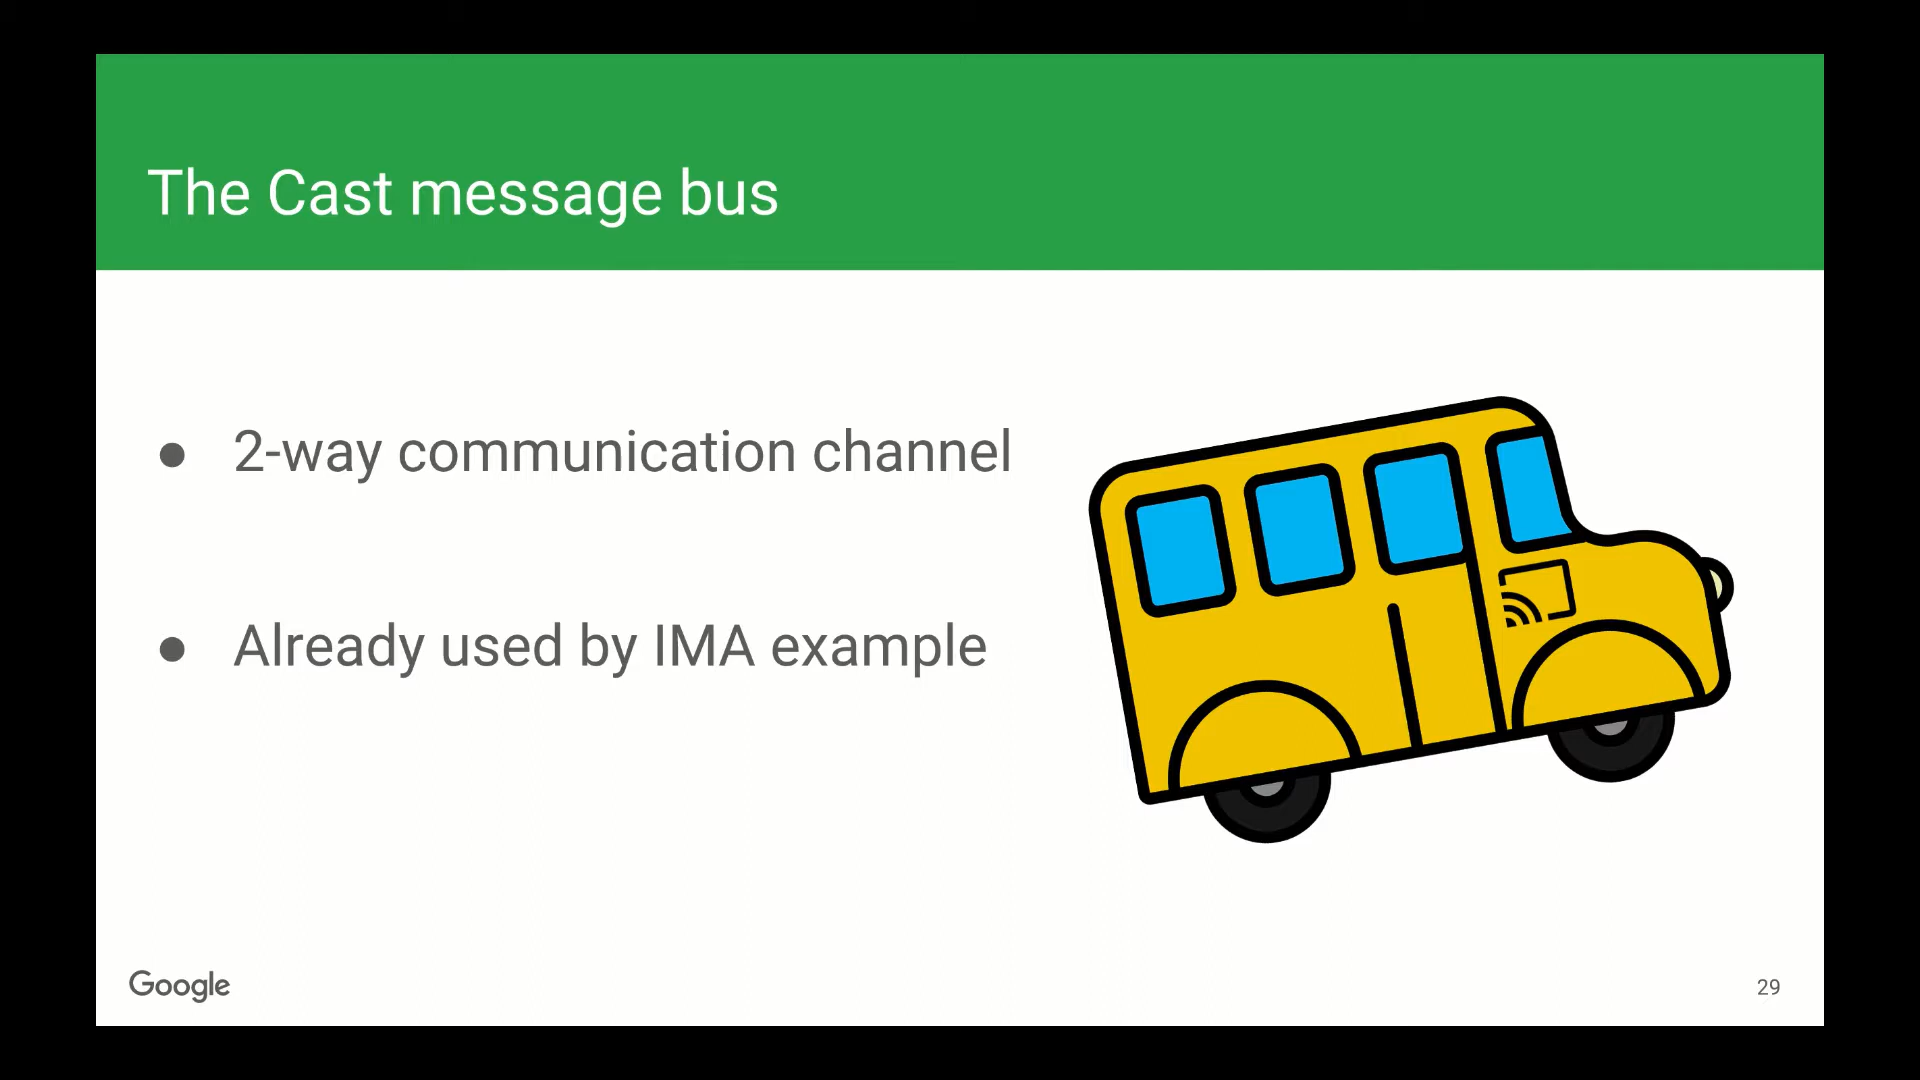 The Cast message bus
● 2-way communication channel
● Already used by IMA example
Google
29